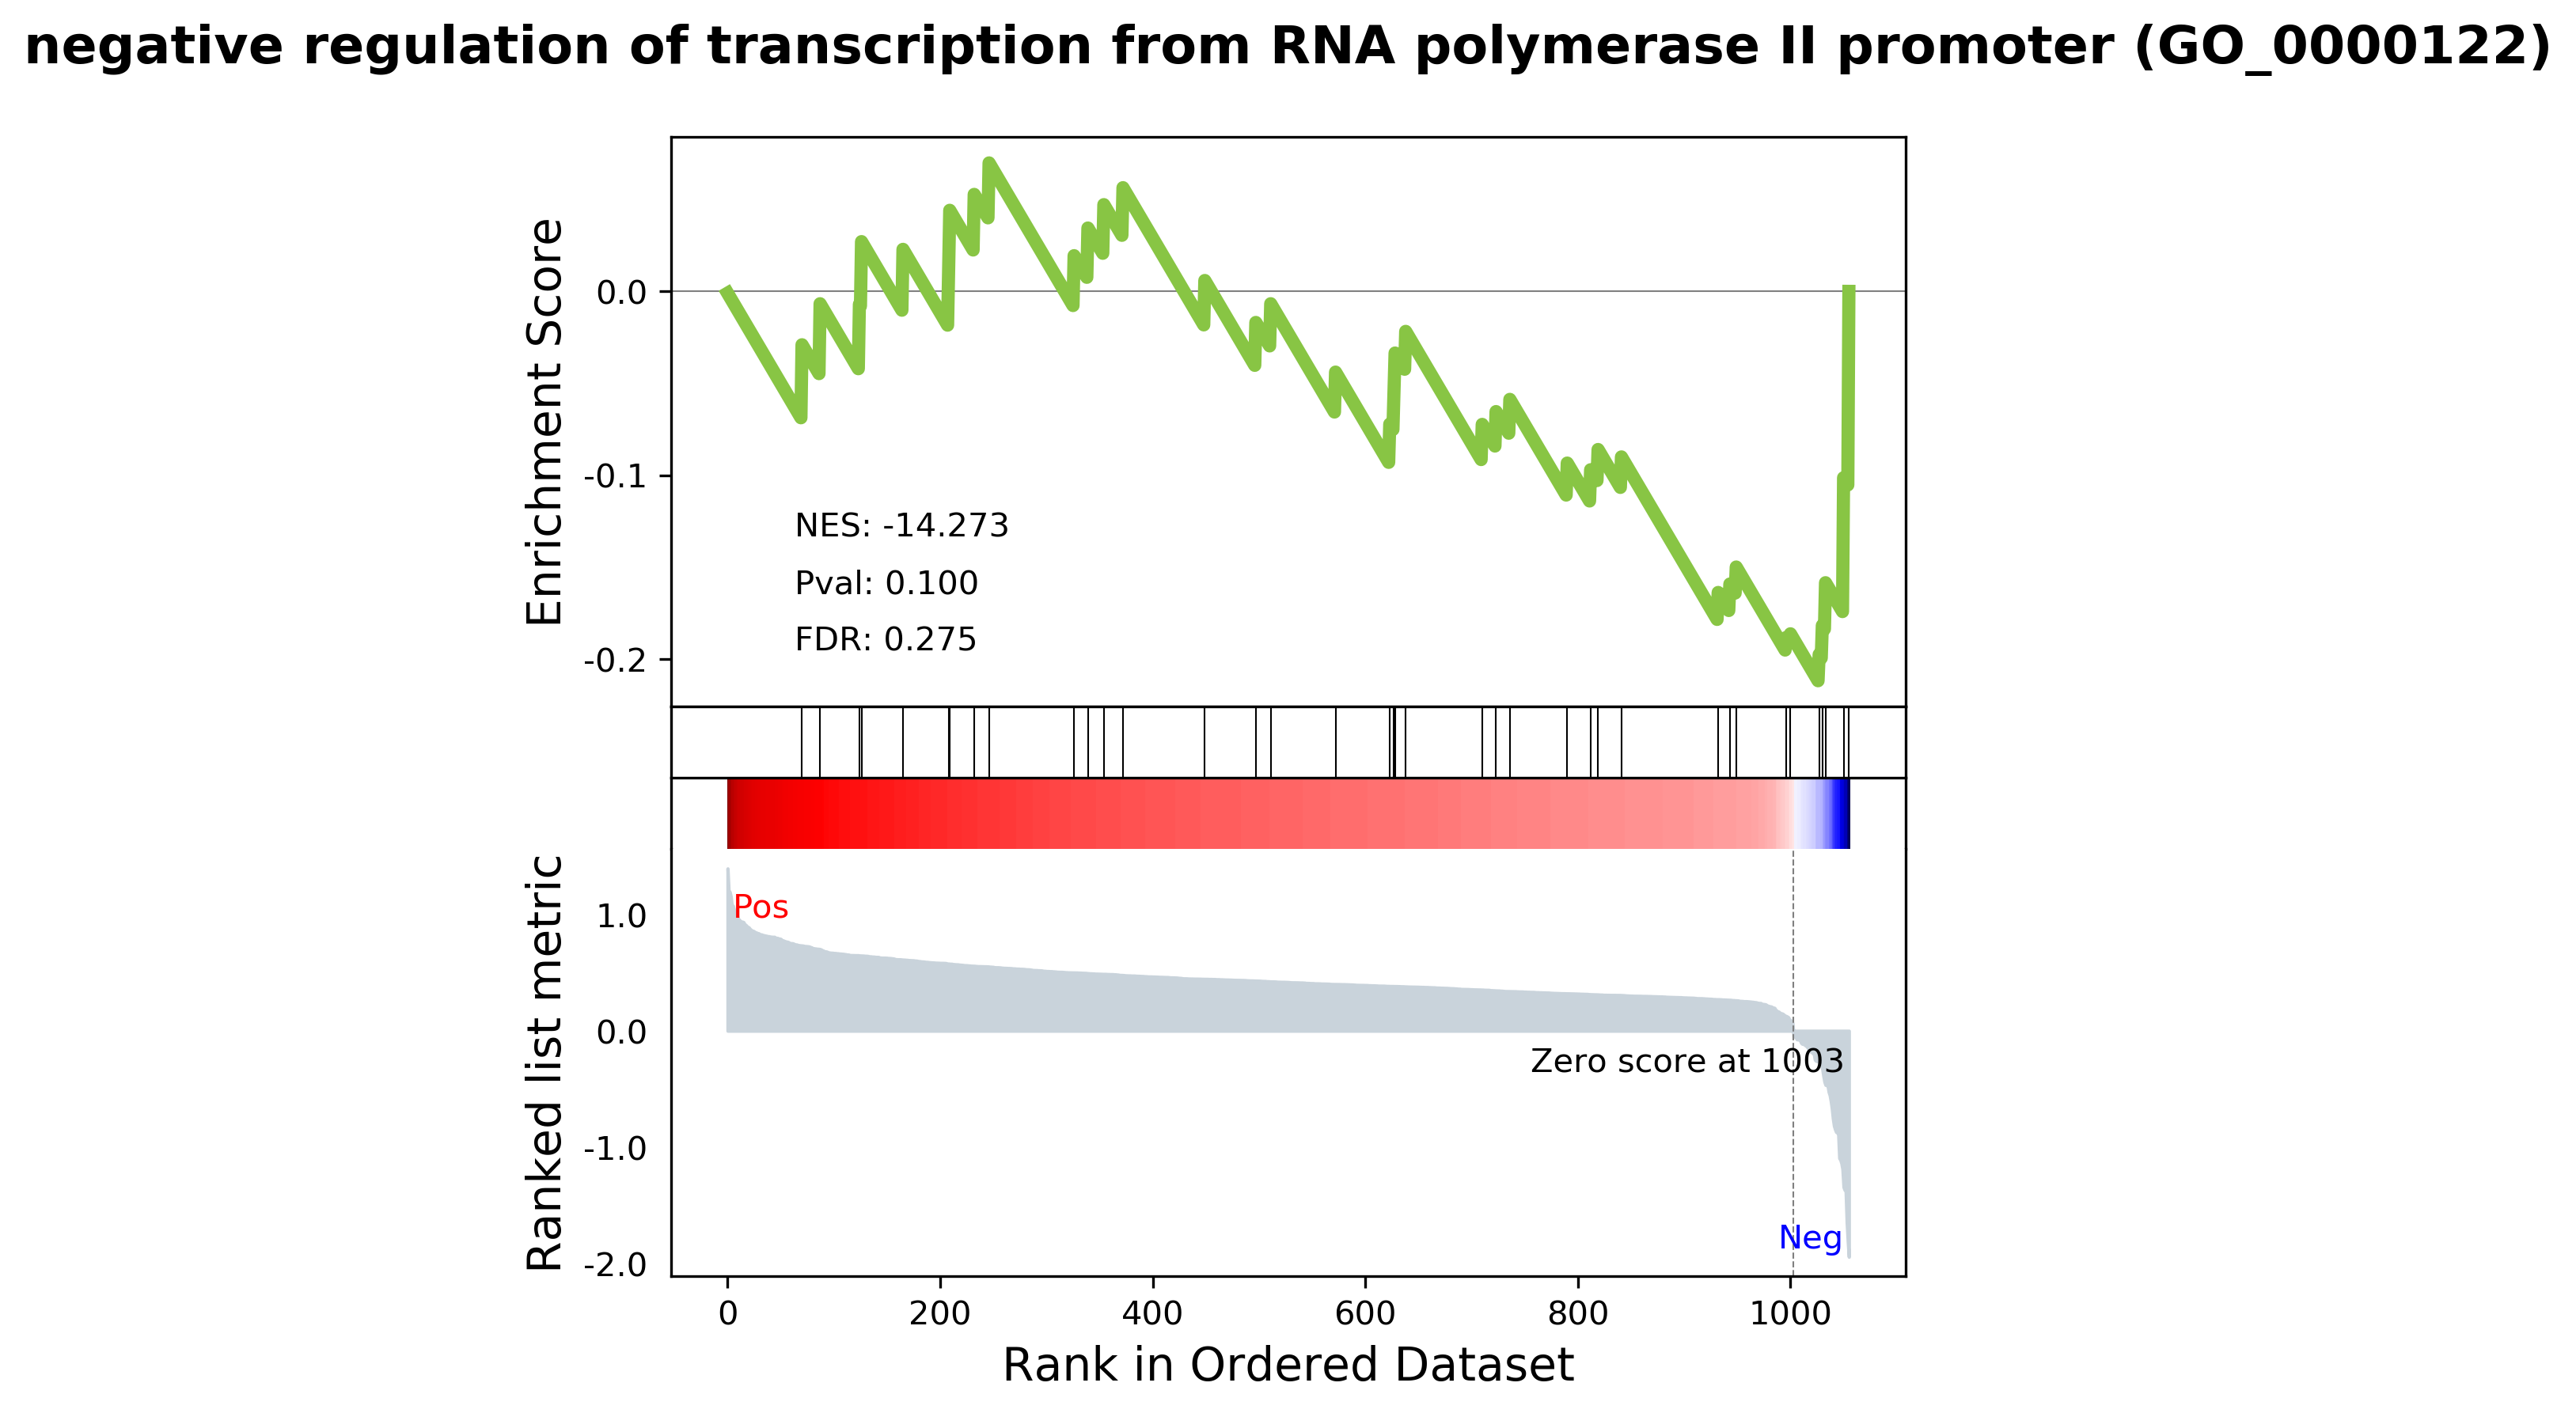 negative regulation of transcription from RNA polymerase II promoter (GO_0000122)
Enrichment Score
0.0
-0.1
-0.2
NES: -14.273
Pval: 0.100
FDR: 0.275
Ranked list metric
1.0
0.0
-1.0
-2.0
Pos
Zero score at 1003
Neg
0 200 400 600 800 1000
Rank in Ordered Dataset